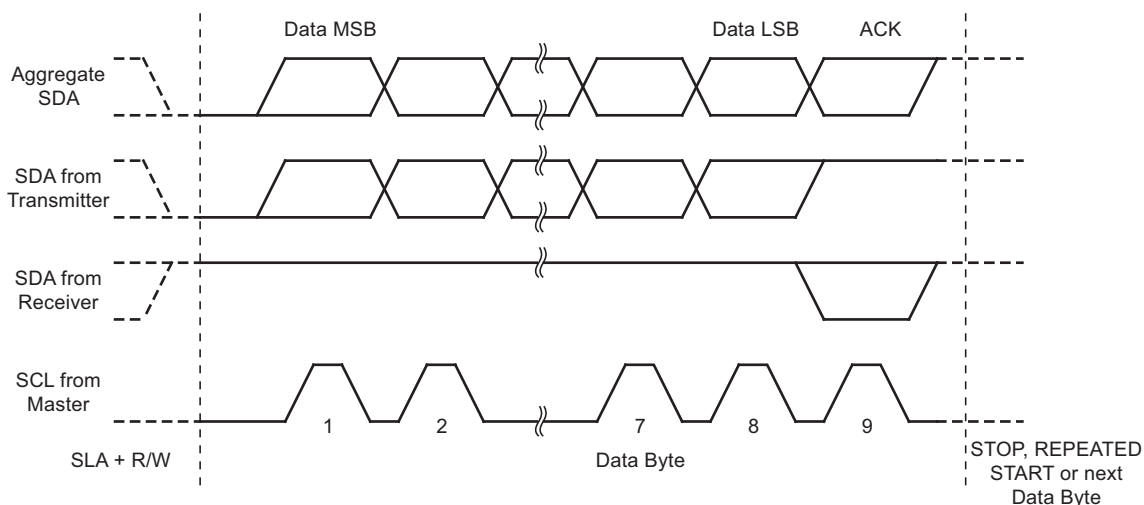 Data MSB
Data LSB
ACK
Aggregate
SDA
SDA from
Transmitter
SDA from
Receiver
SCL from
Master
1
2
7
8
9
SLA + R/W
Data Byte
STOP, REPEATED
START or next
Data Byte